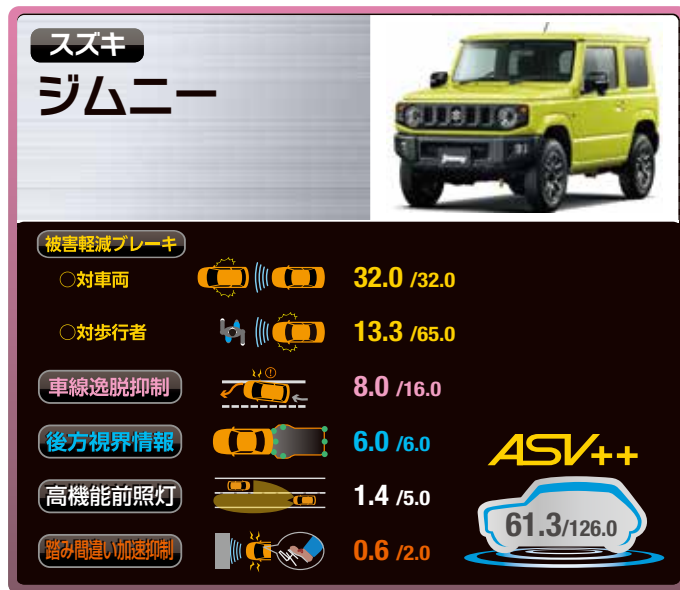 スズキ
ジムニー
被害軽減ブレーキ
○対車両 32.0 /32.0
○対歩行者 13.3 /65.0
車線逸脱抑制 8.0 /16.0
後方視界情報 6.0 /6.0
高機能前照灯 1.4 /5.0
踏み間違い加速抑制 0.6 /2.0
ASV++
61.3/126.0